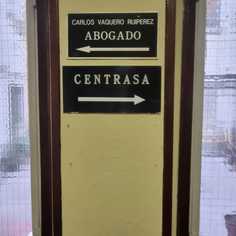 CARLOS VAQUERO RUIPEREZ
ABOGADO
CENTRASA